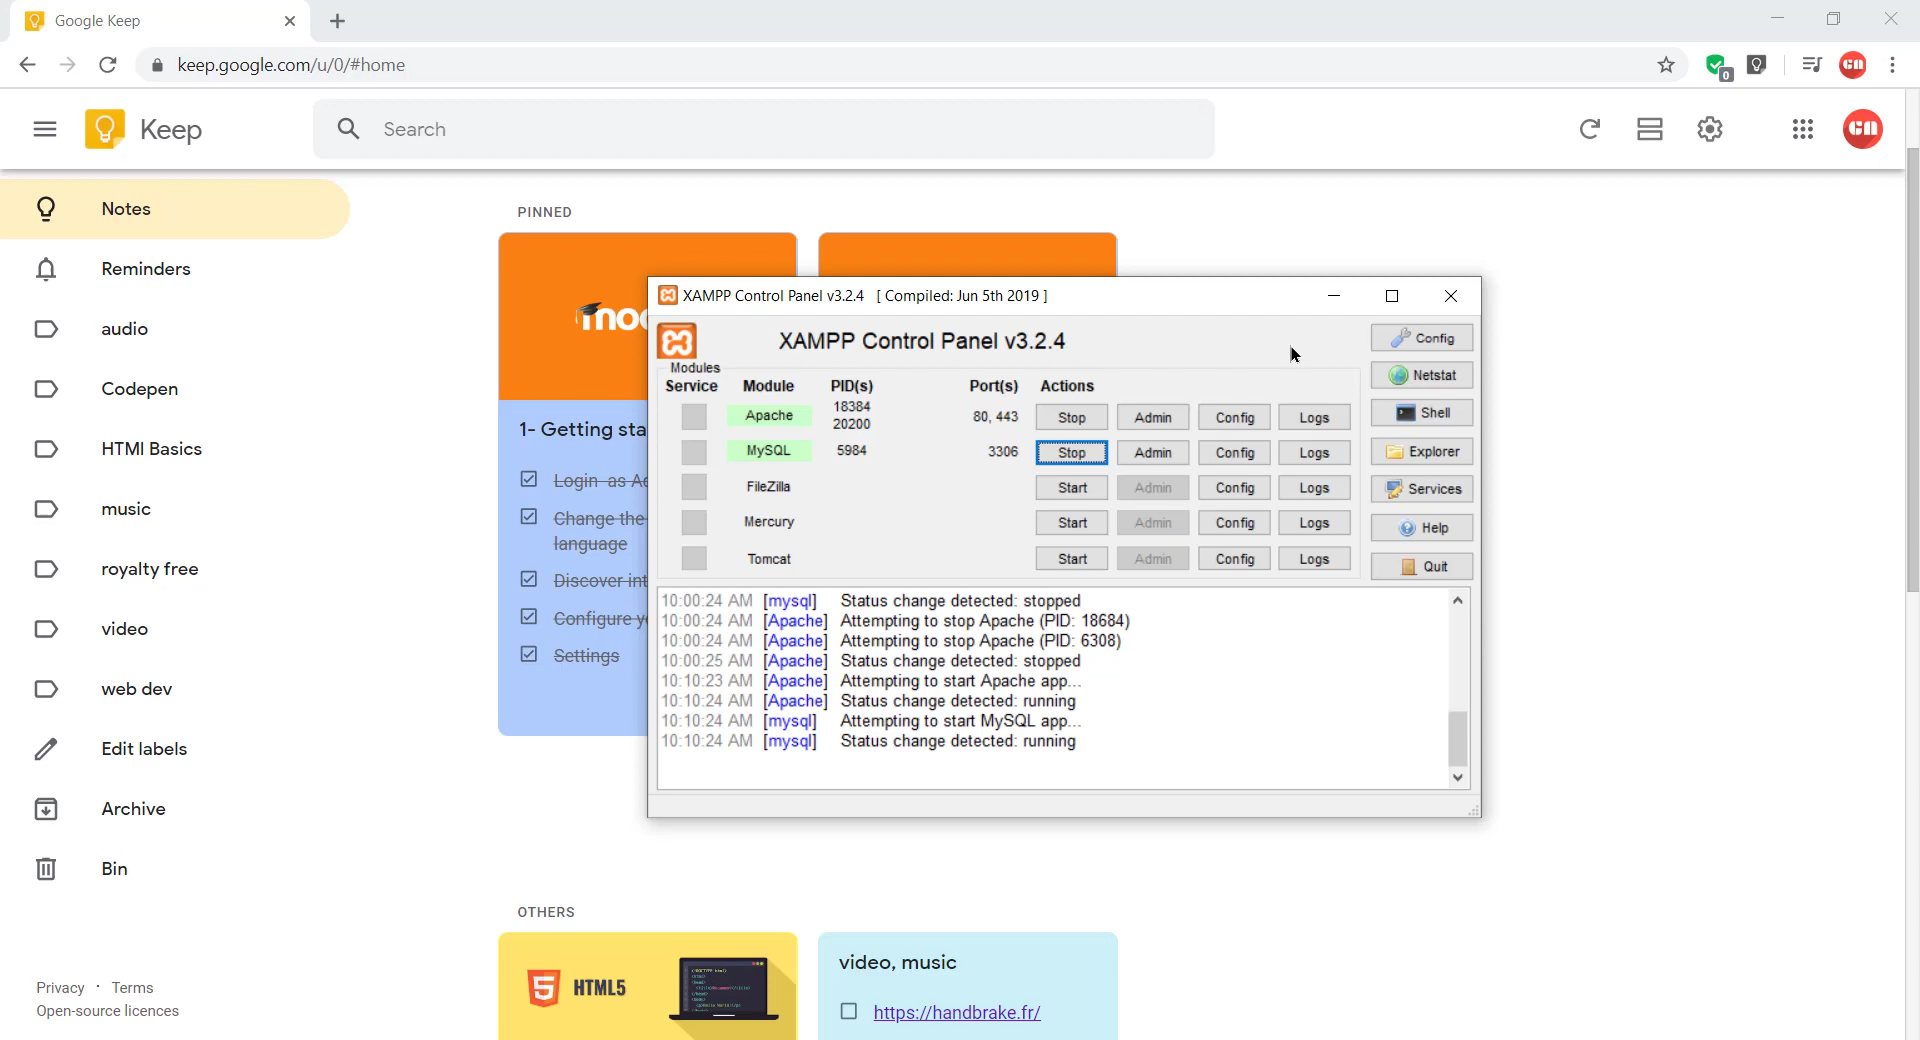 Google Keep
keep.google.com/u/0/#home
0
Keep
Search
Notes
Reminders
audio
Codepen
HTMl Basics
music
royalty free
video
web dev
Edit labels
Archive
Bin
Privacy · Terms
Open-source licences
PINNED
1- Getting sta
Login as A
Change the
language
Discover int
Configure y
Settings
XAMPP Control Panel v3.2.4 [ Compiled: Jun 5th 2019 ]
XAMPP Control Panel v3.2.4
Modules
Service Module PID(s) Port(s) Actions
Apache 18384 20200 80, 443 Stop Admin Config Logs
MySQL 5984 3306 Stop Admin Config Logs
FileZilla Start Admin Config Logs
Mercury Start Admin Config Logs
Tomcat Start Admin Config Logs
Config
Netstat
Shell
Explorer
Services
Help
Quit
10:00:24 AM [mysql] Status change detected: stopped
10:00:24 AM [Apache] Attempting to stop Apache (PID: 18684)
10:00:24 AM [Apache] Attempting to stop Apache (PID: 6308)
10:00:25 AM [Apache] Status change detected: stopped
10:10:23 AM [Apache] Attempting to start Apache app...
10:10:24 AM [Apache] Status change detected: running
10:10:24 AM [mysql] Attempting to start MySQL app...
10:10:24 AM [mysql] Status change detected: running
OTHERS
HTML5
video, music
https://handbrake.fr/